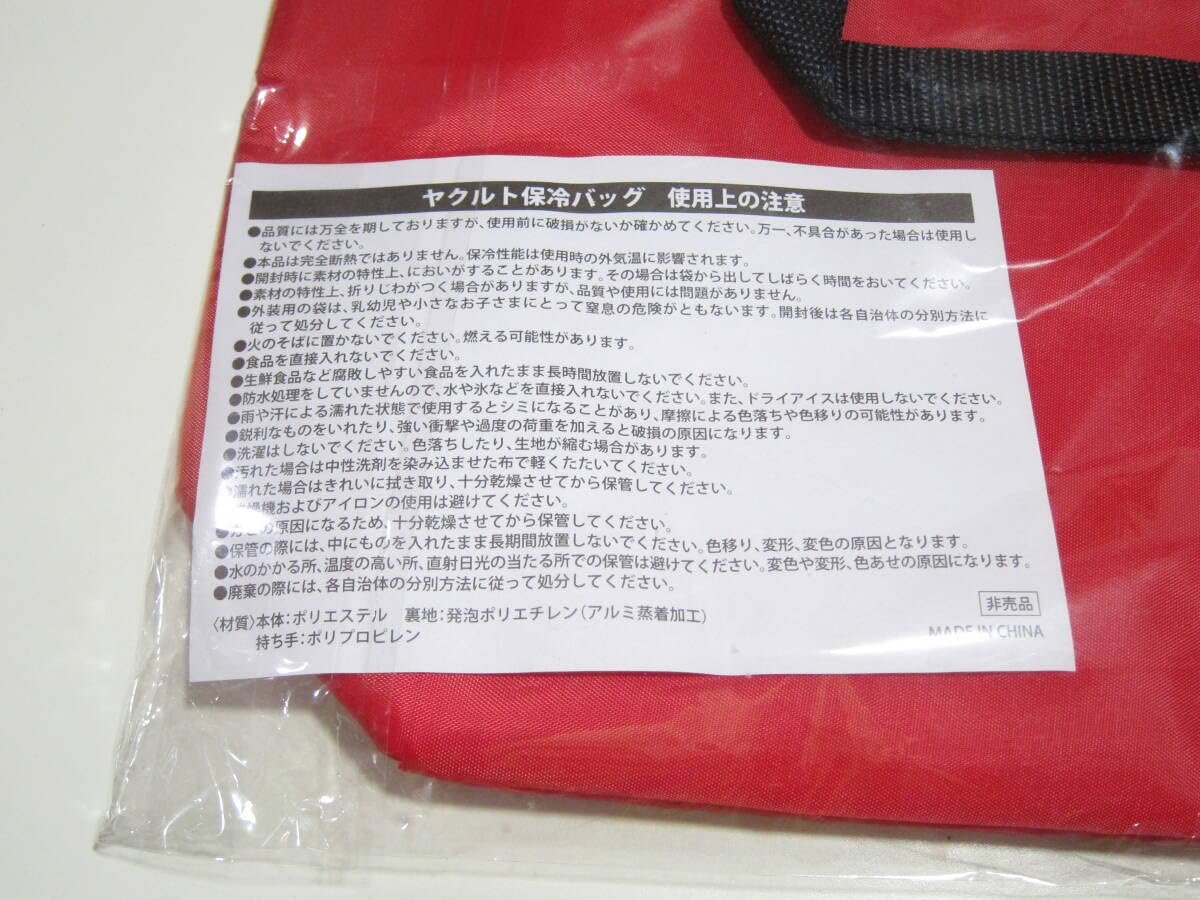 ヤクルト保冷バッグ 使用上の注意
●品質には万全を期しておりますが、使用前に破損がないか確かめてください。万一、不具合があった場合は使用し
ないでください。
●本品は完全断熱ではありません。保冷性能は使用時の外気温に影響されます。
●開封時に素材の特性上、においがすることがあります。その場合は袋から出してしばらく時間をおいてください。
●素材の特性上、折りじわがつく場合がありますが、品質や使用には問題がありません。
●外装用の袋は、乳幼児や小さなお子さまにとって窒息の危険がともないます。開封後は各自治体の分別方法に
従って処分してください。
●火のそばに置かないでください。燃える可能性があります。
●食品を直接入れないでください。
●生鮮食品など腐敗しやすい食品を入れたまま長時間放置しないでください。
●防水処理をしていませんので、水や氷などを直接入れないでください。また、ドライアイスは使用しないでください。
●雨や汗による濡れた状態で使用するとシミになることがあり、摩擦による色落ちや色移りの可能性があります。
●鋭利なものをいれたり、強い衝撃や過度の荷重を加えると破損の原因になります。
●洗濯はしないでください。色落ちしたり、生地が縮む場合があります。
●汚れた場合は中性洗剤を染み込ませた布で軽くたたいてください。
●濡れた場合はきれいに拭き取り、十分乾燥させてから保管してください。
燥機およびアイロンの使用は避けてください。
の原因になるため、十分乾燥させてから保管してください。
●保管の際には、中にものを入れたまま長期間放置しないでください。色移り、変形、変色の原因となります。
●水のかかる所、温度の高い所、直射日光の当たる所での保管は避けてください。変色や変形、色あせの原因になります。
●廃棄の際には、各自治体の分別方法に従って処分してください。
〈材質〉本体：ポリエステル 裏地：発泡ポリエチレン（アルミ蒸着加工）
持ち手：ポリプロピレン
非売品
MADE IN CHINA